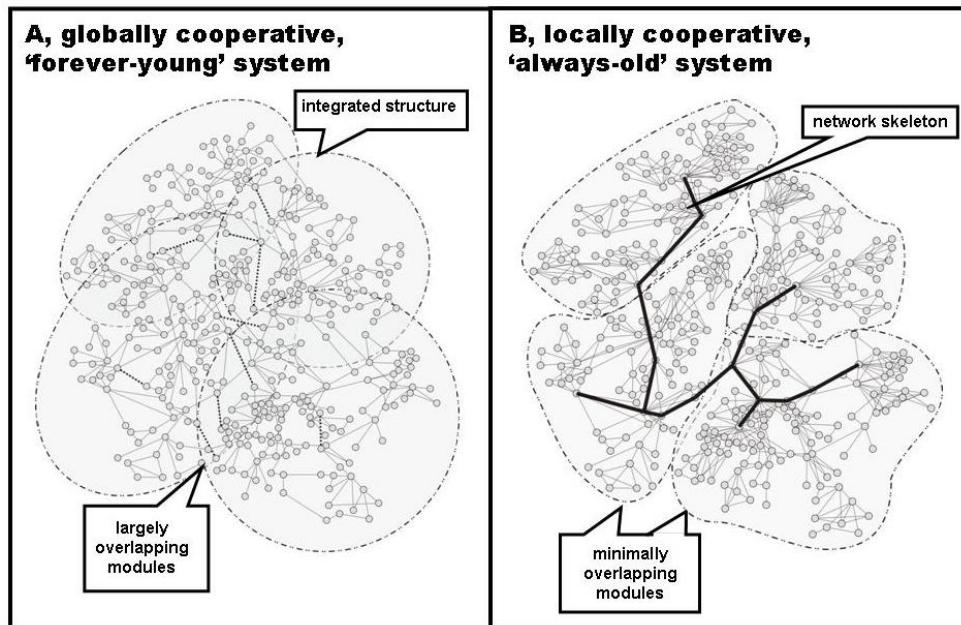 A, globally cooperative,
‘forever-young’ system
integrated structure
largely
overlapping
modules
B, locally cooperative,
‘always-old’ system
network skeleton
minimally
overlapping
modules